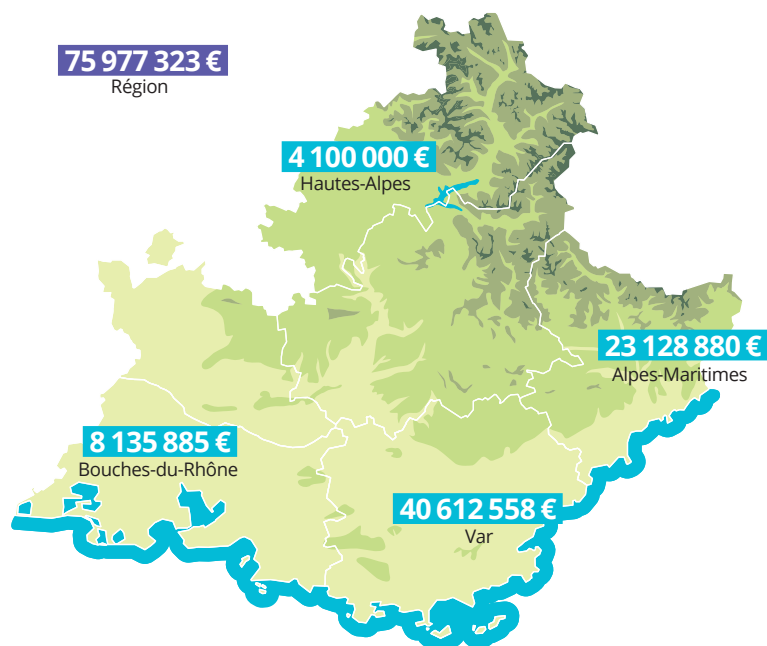 75 977 323 €
Région
4 100 000 €
Hautes-Alpes
23 128 880 €
Alpes-Maritimes
8 135 885 €
Bouches-du-Rhône
40 612 558 €
Var